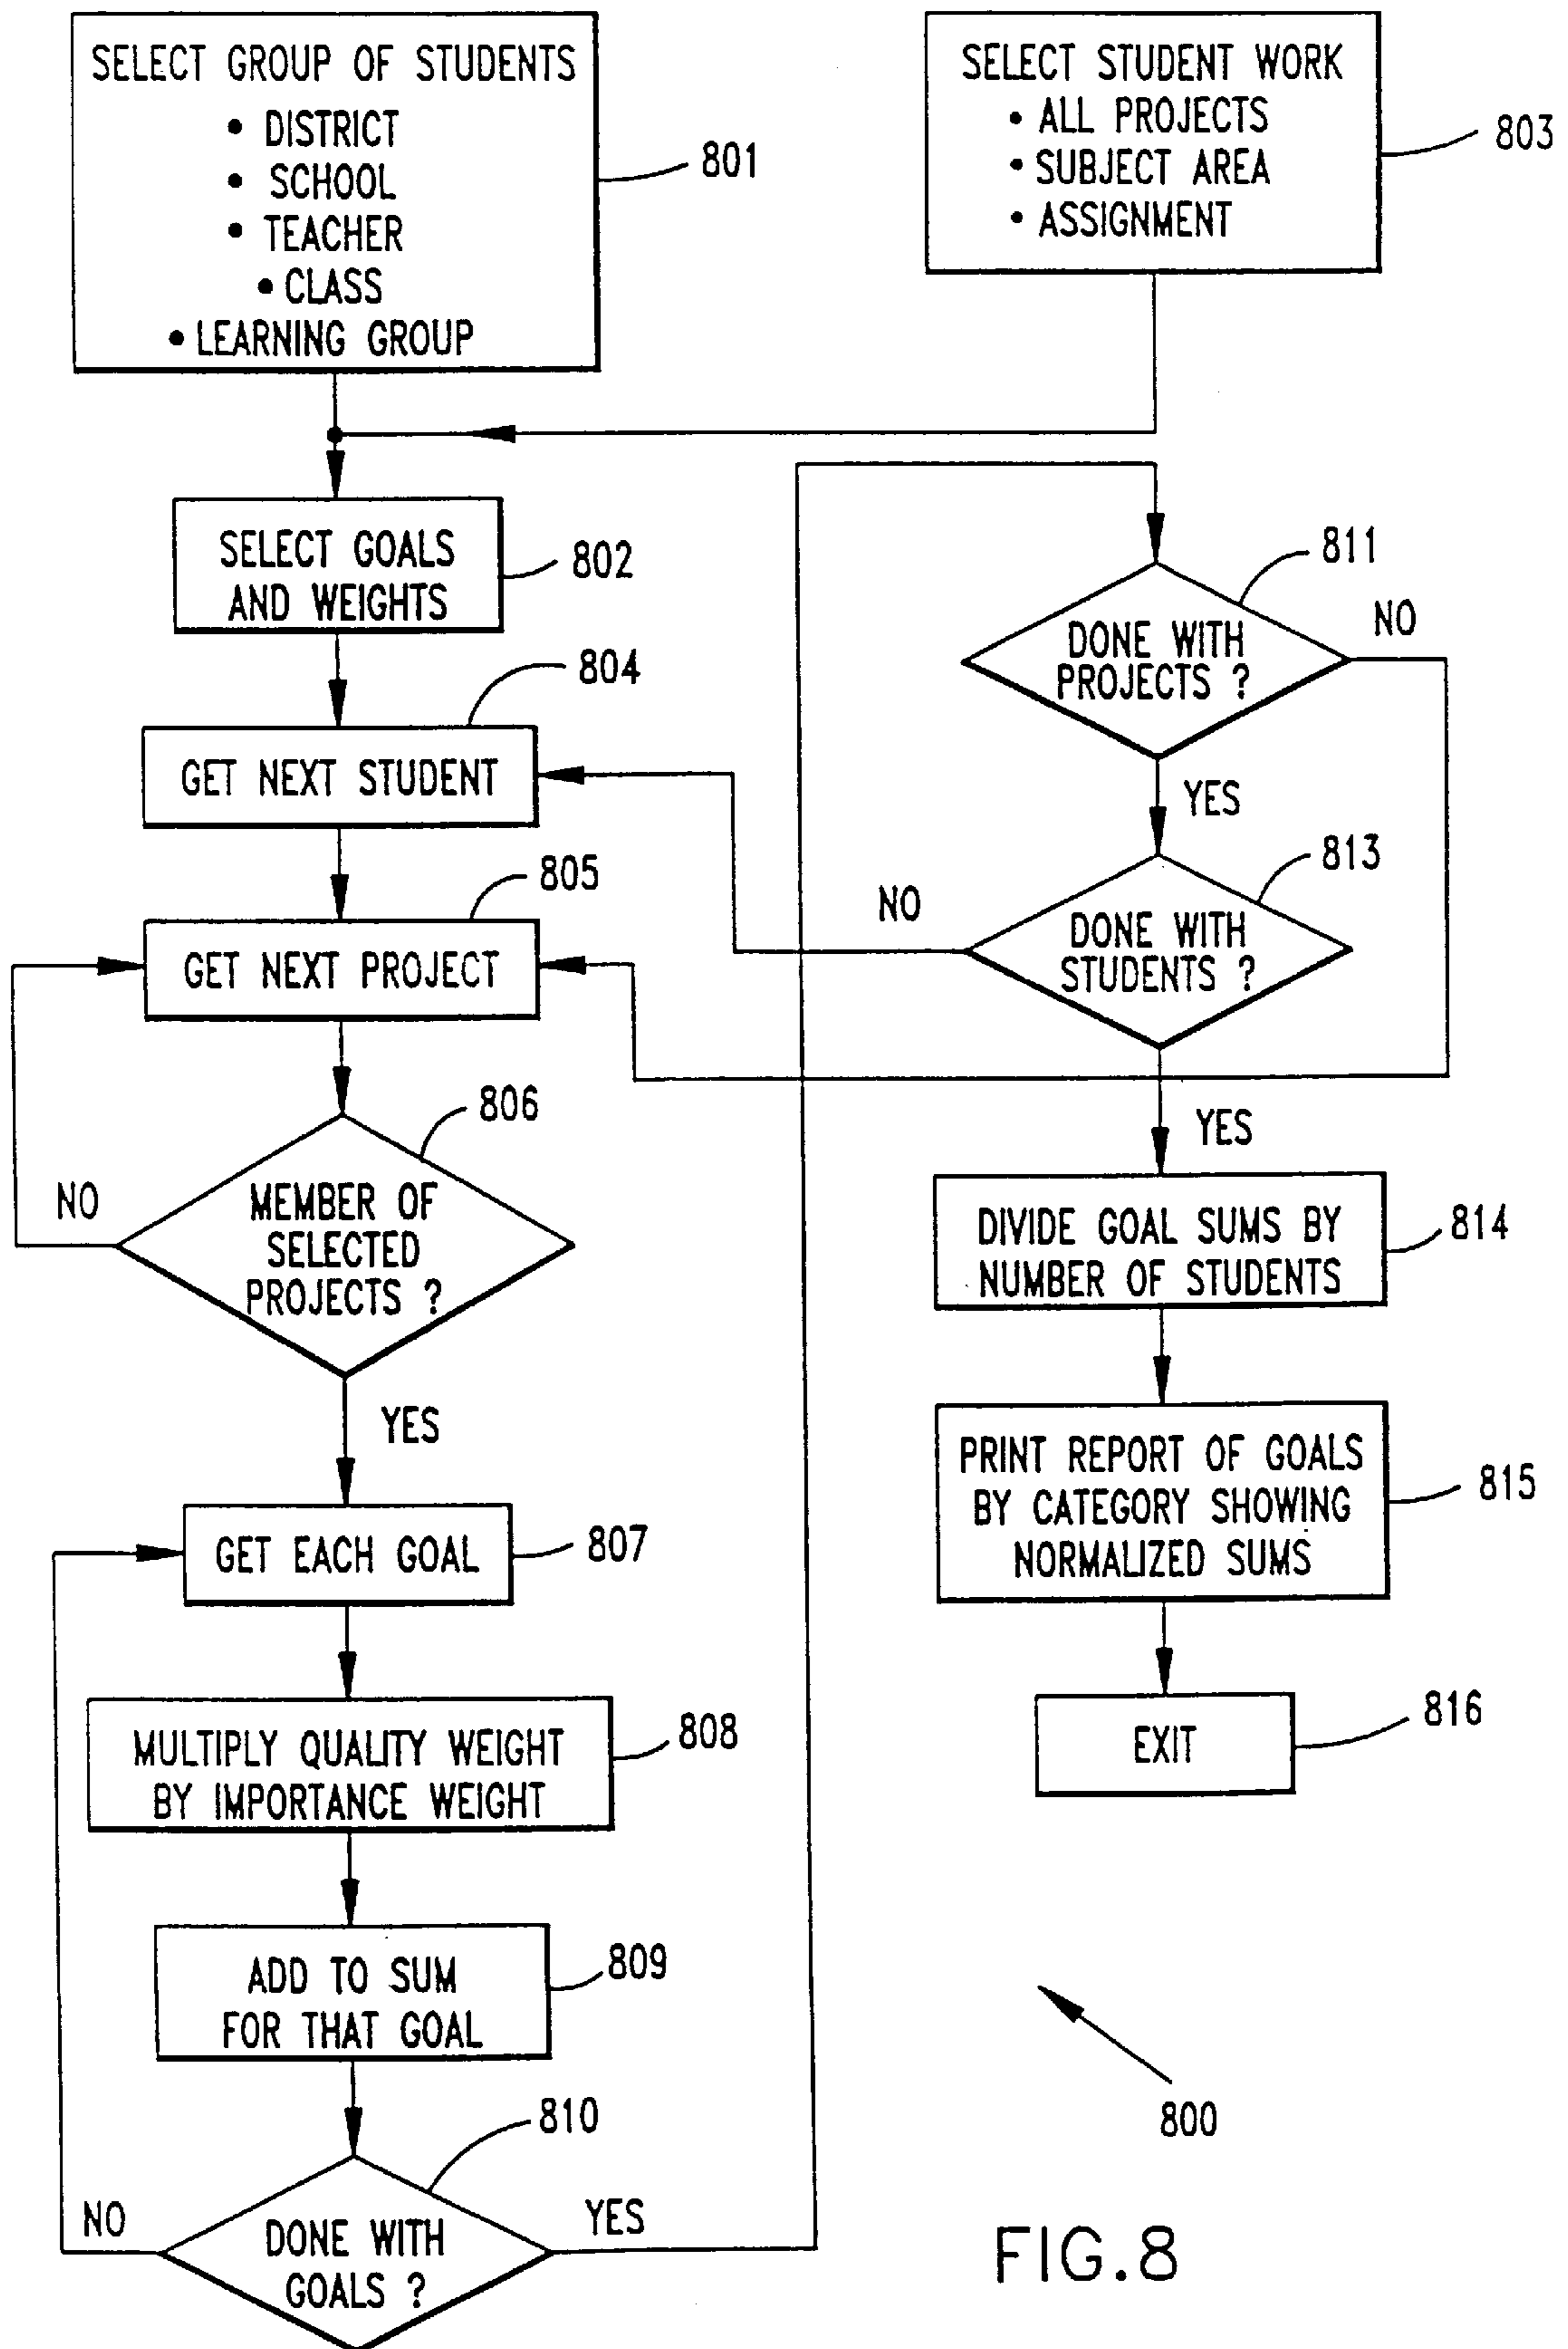 SELECT GROUP OF STUDENTS
• DISTRICT
• SCHOOL
• TEACHER
• CLASS
• LEARNING GROUP
801
SELECT STUDENT WORK
• ALL PROJECTS
• SUBJECT AREA
• ASSIGNMENT
803
SELECT GOALS
AND WEIGHTS
802
GET NEXT STUDENT
804
GET NEXT PROJECT
805
MEMBER OF
SELECTED
PROJECTS ?
806
NO
YES
GET EACH GOAL
807
MULTIPLY QUALITY WEIGHT
BY IMPORTANCE WEIGHT
808
ADD TO SUM
FOR THAT GOAL
809
DONE WITH
GOALS ?
810
NO
YES
DONE WITH
PROJECTS ?
811
NO
YES
DONE WITH
STUDENTS ?
813
NO
YES
DIVIDE GOAL SUMS BY
NUMBER OF STUDENTS
814
PRINT REPORT OF GOALS
BY CATEGORY SHOWING
NORMALIZED SUMS
815
EXIT
816
800
FIG.8